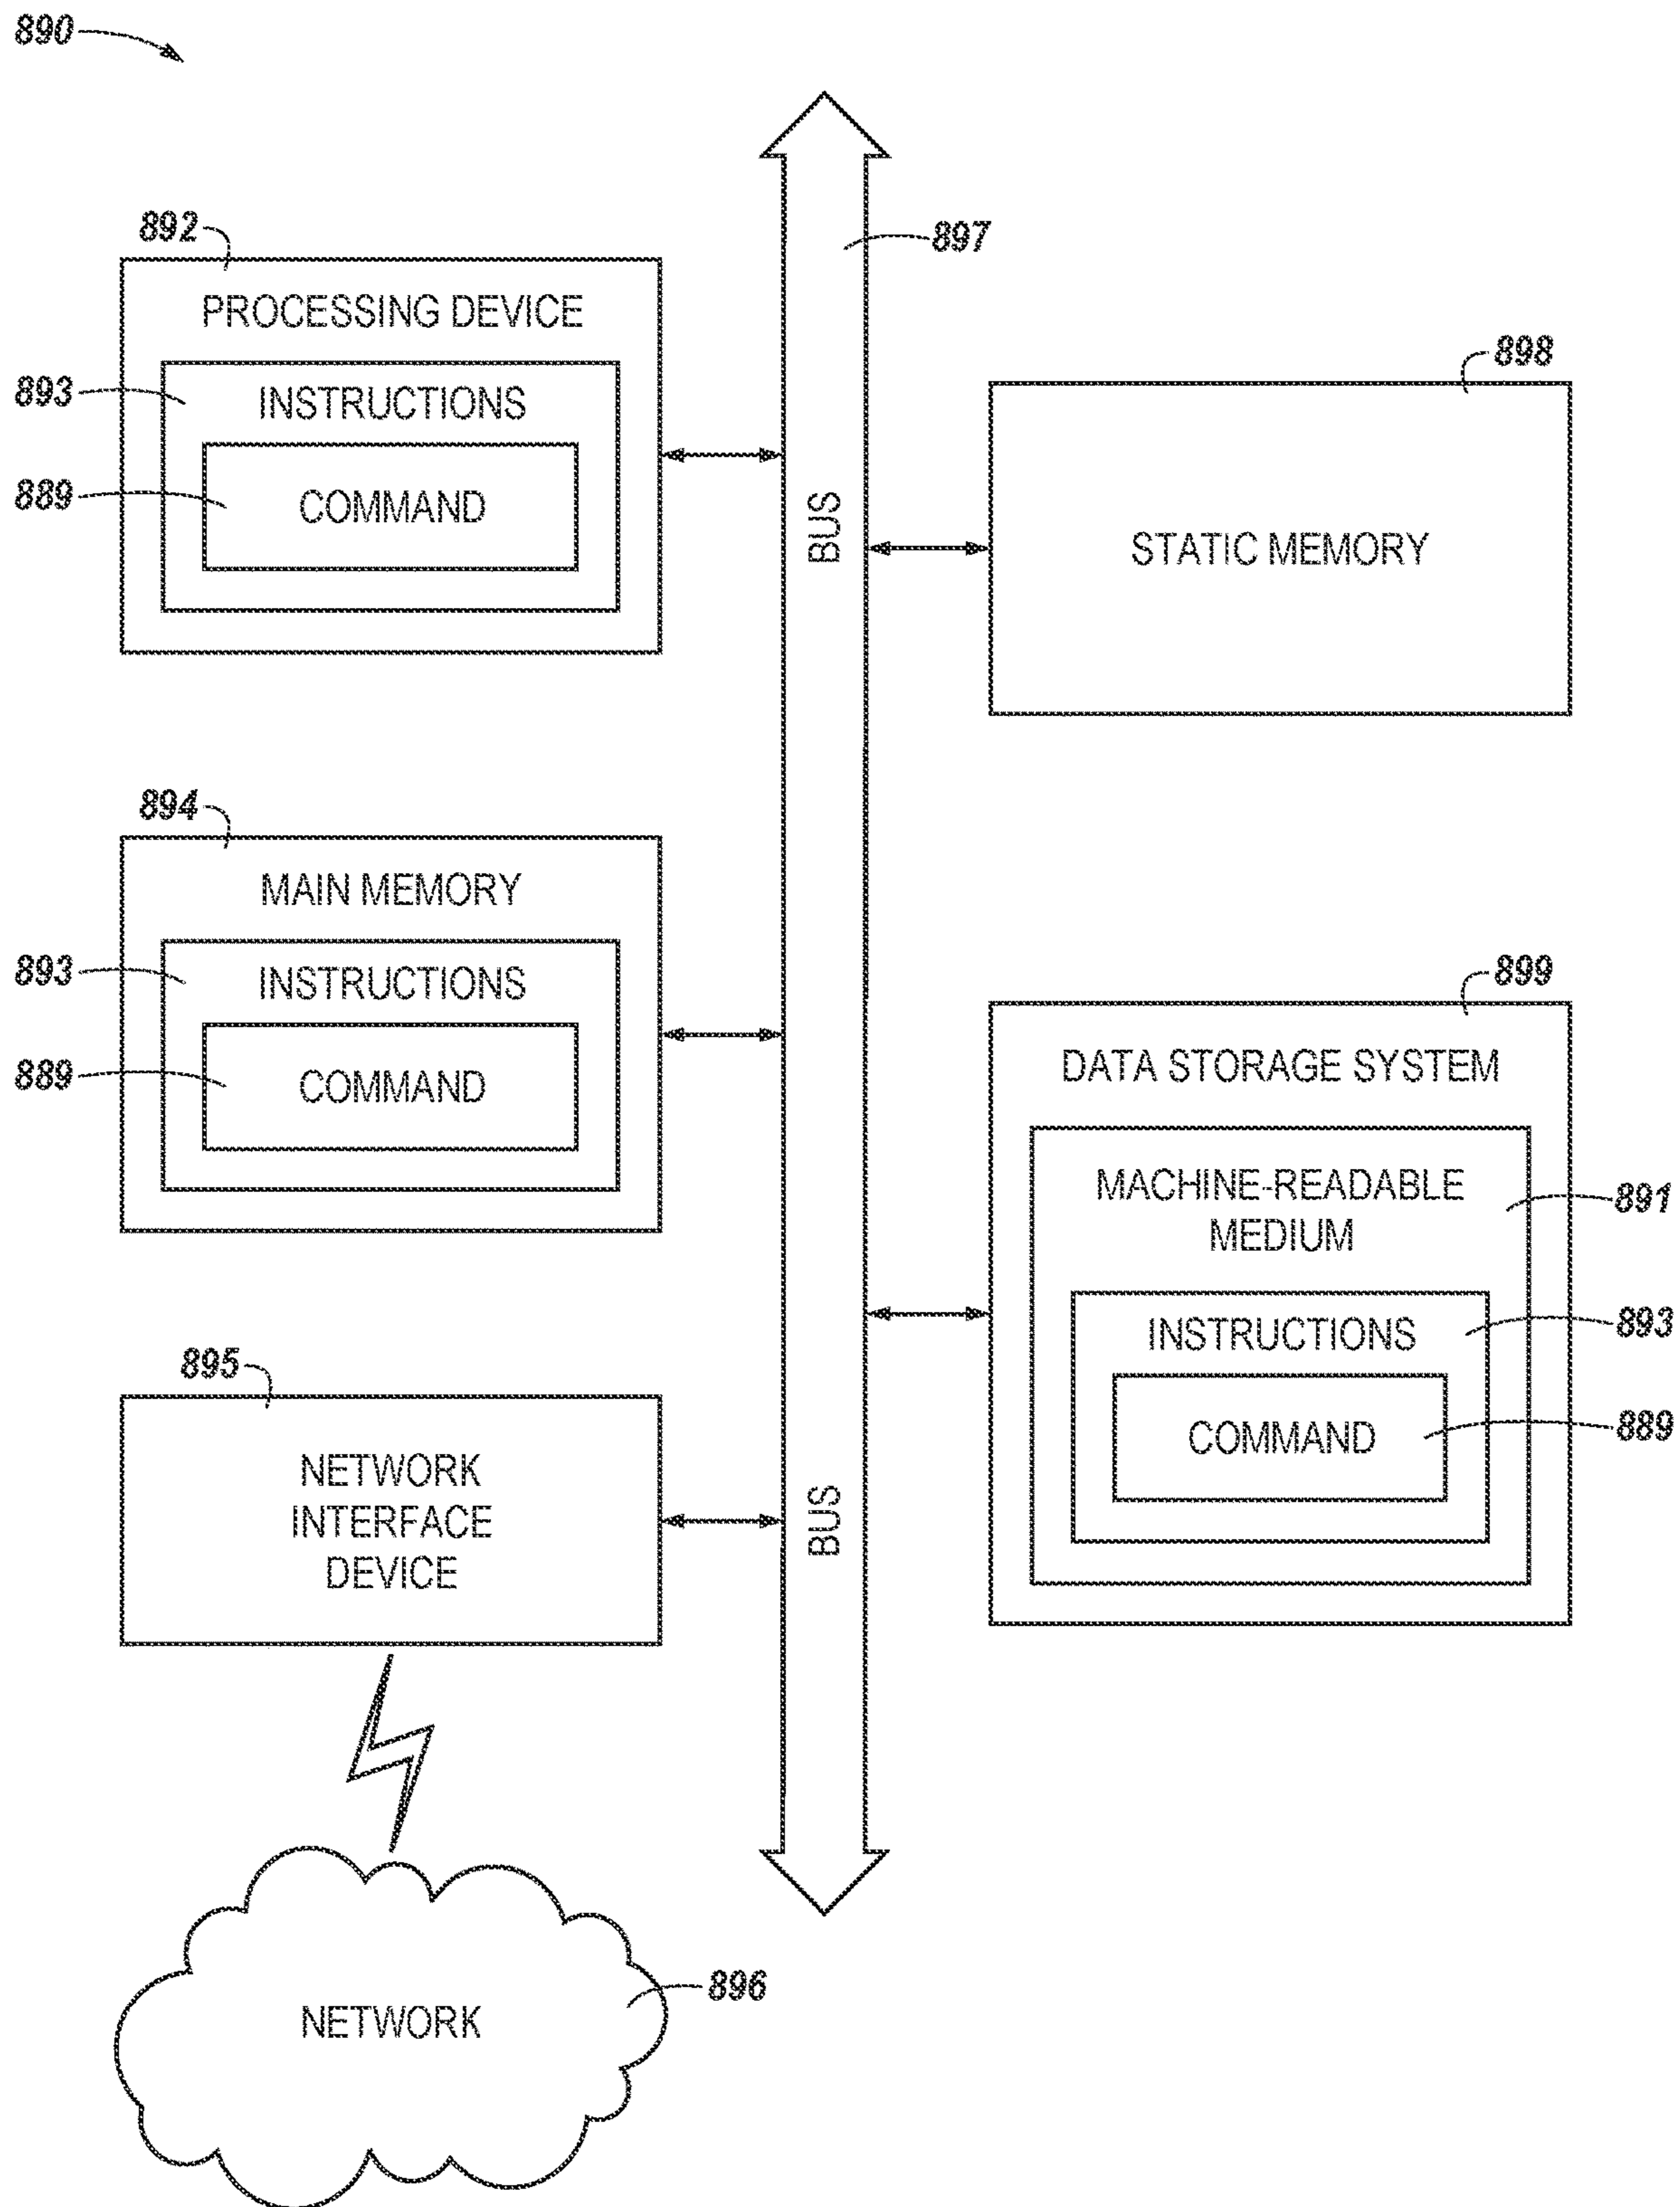 890
892
PROCESSING DEVICE
893
INSTRUCTIONS
889
COMMAND
894
MAIN MEMORY
893
INSTRUCTIONS
889
COMMAND
895
NETWORK
INTERFACE
DEVICE
NETWORK
896
897
BUS
BUS
898
STATIC MEMORY
899
DATA STORAGE SYSTEM
MACHINE-READABLE
MEDIUM
891
INSTRUCTIONS
893
COMMAND
889